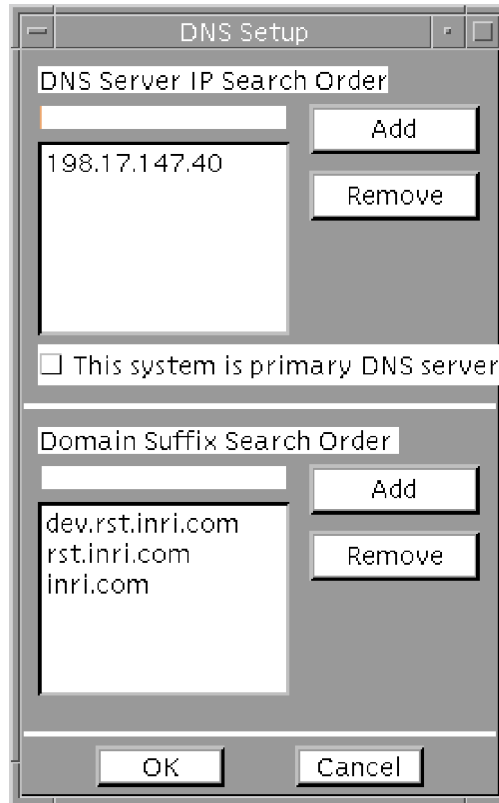 DNS Setup
DNS Server IP Search Order
Add
198.17.147.40
Remove
This system is primary DNS server
Domain Suffix Search Order
Add
dev.rst.inri.com
rst.inri.com
inri.com
Remove
OK
Cancel